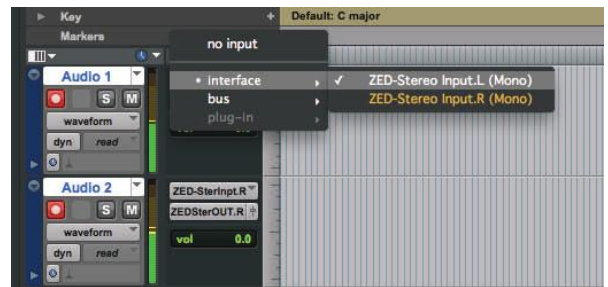 Key
Default: C major
Markers
no input
Audio 1
• interface
✓ ZED-Stereo Input.L (Mono)
S M
bus
ZED-Stereo Input.R (Mono)
waveform
plug-in
dyn read
Audio 2
ZED-SterInpt.R
S M
ZEDSterOUT.R
waveform
vol 0.0
dyn read